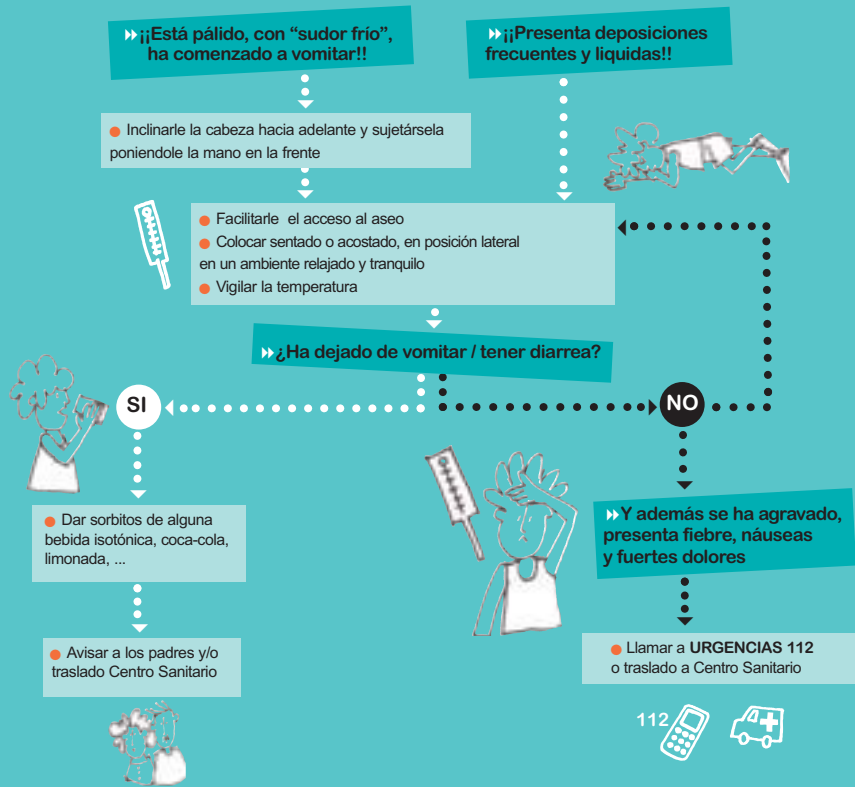 »¡¡Está pálido, con “sudor frío”,
ha comenzado a vomitar!!
»¡¡Presenta deposiciones
frecuentes y liquidas!!
● Inclinarle la cabeza hacia adelante y sujetársela
poniendole la mano en la frente
● Facilitarle el acceso al aseo
● Colocar sentado o acostado, en posición lateral
en un ambiente relajado y tranquilo
● Vigilar la temperatura
»¿Ha dejado de vomitar / tener diarrea?
SI
NO
● Dar sorbitos de alguna
bebida isotónica, coca-cola,
limonada, ...
»Y además se ha agravado,
presenta fiebre, náuseas
y fuertes dolores
● Avisar a los padres y/o
traslado Centro Sanitario
● Llamar a URGENCIAS 112
o traslado a Centro Sanitario
112